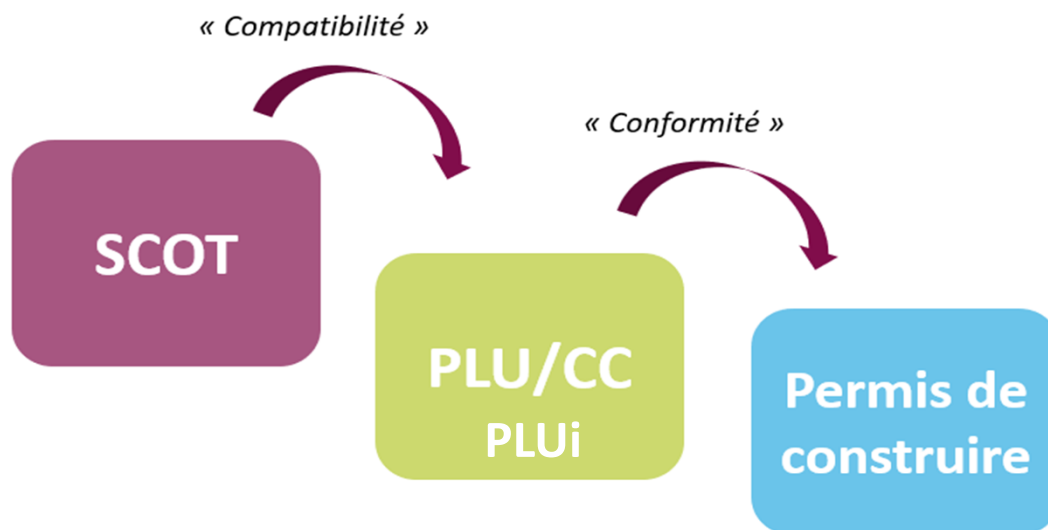 « Compatibilité »
« Conformité »
SCOT
PLU/CC
PLUi
Permis de
construire